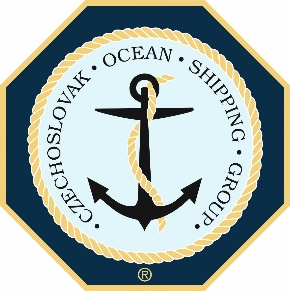 · CZECHOSLOVAK · OCEAN · SHIPPING · GROUP ·
®